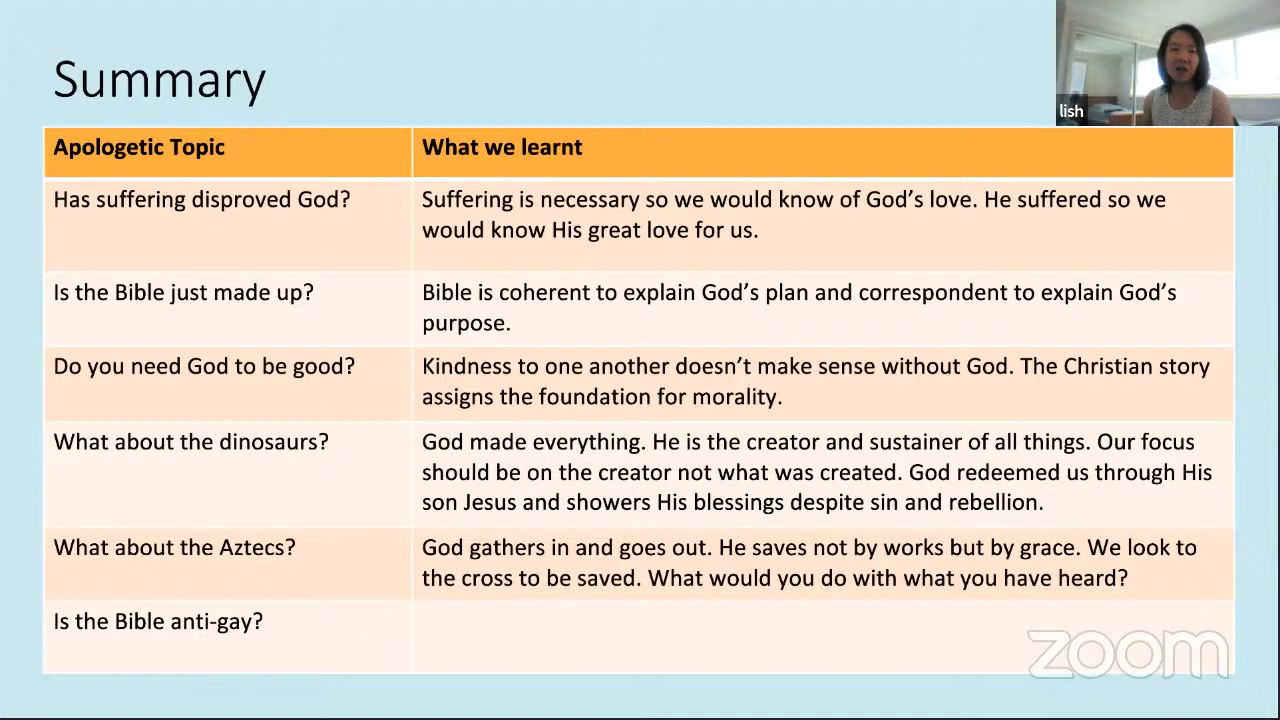 Summary
lish
Apologetic Topic
What we learnt
Has suffering disproved God?
Suffering is necessary so we would know of God’s love. He suffered so we
would know His great love for us.
Is the Bible just made up?
Bible is coherent to explain God’s plan and correspondent to explain God’s
purpose.
Do you need God to be good?
Kindness to one another doesn’t make sense without God. The Christian story
assigns the foundation for morality.
What about the dinosaurs?
God made everything. He is the creator and sustainer of all things. Our focus
should be on the creator not what was created. God redeemed us through His
son Jesus and showers His blessings despite sin and rebellion.
What about the Aztecs?
God gathers in and goes out. He saves not by works but by grace. We look to
the cross to be saved. What would you do with what you have heard?
Is the Bible anti-gay?
zoom